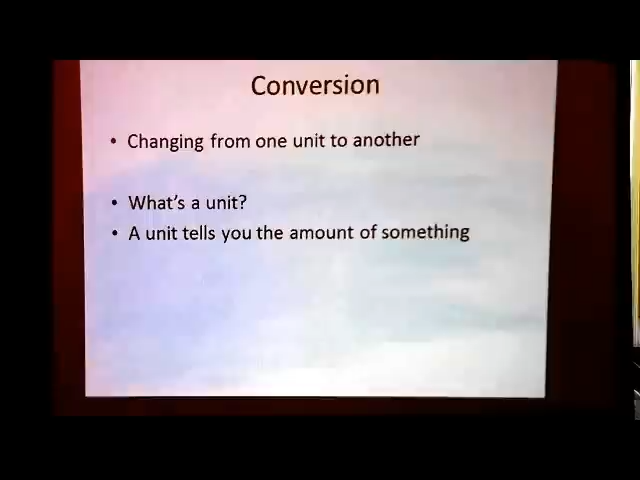 Conversion
• Changing from one unit to another
• What's a unit?
• A unit tells you the amount of something